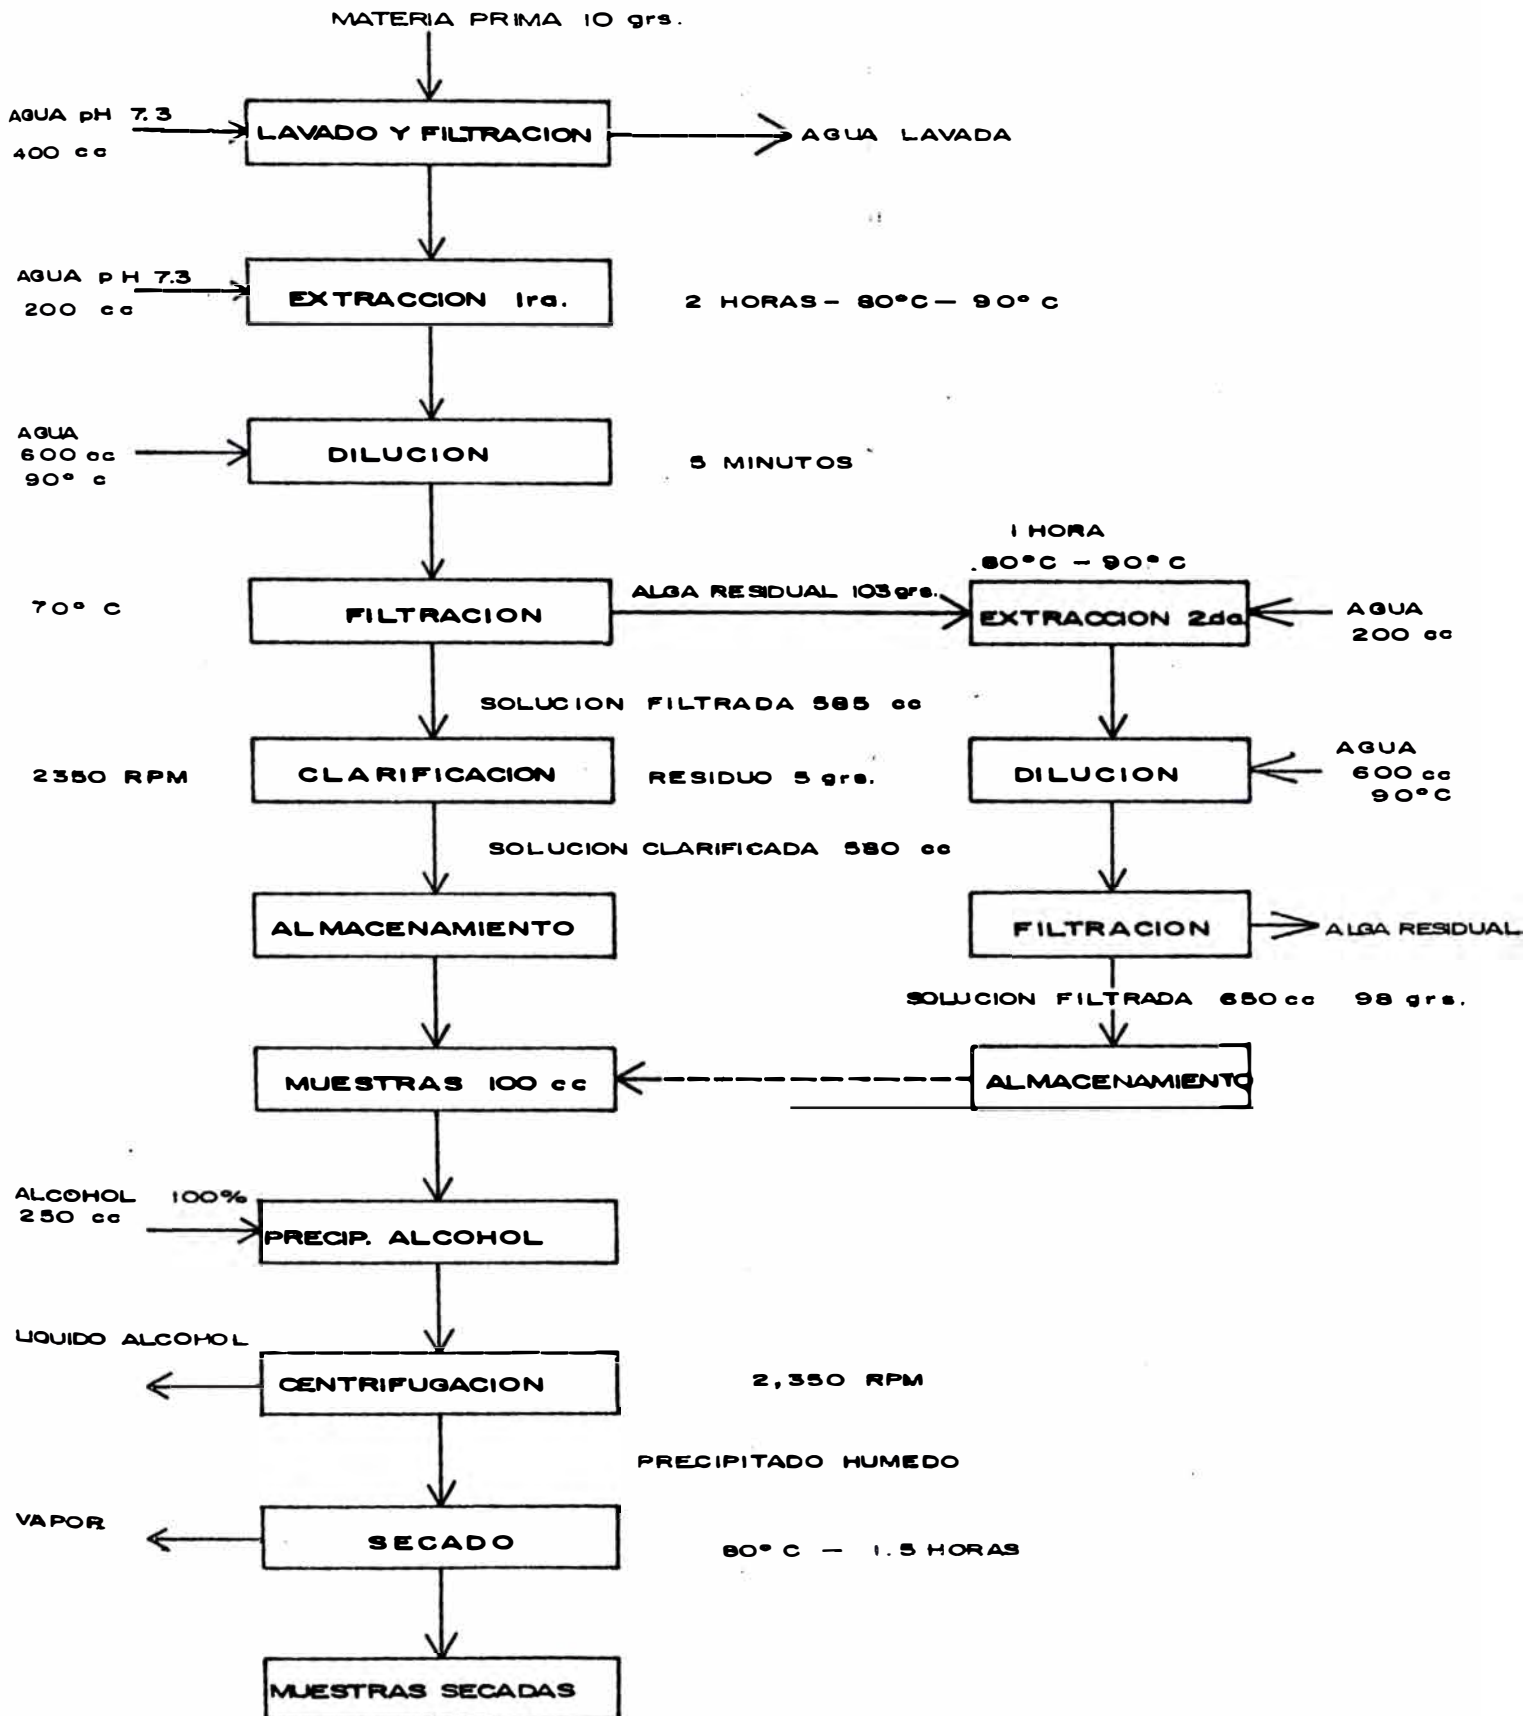 MATERIA PRIMA 10 grs.
AGUA pH 7.3
400 cc
LAVADO Y FILTRACION
AGUA LAVADA
AGUA pH 7.3
200 cc
EXTRACCION 1ra.
2 HORAS - 80°C - 90° C
AGUA
600 cc
90° c
DILUCION
5 MINUTOS
1 HORA
80°C - 90°C
70° C
FILTRACION
ALGA RESIDUAL 103 grs.
EXTRACCION 2da
AGUA
200 cc
SOLUCION FILTRADA 585 cc
2350 RPM
CLARIFICACION
RESIDUO 5 grs.
DILUCION
AGUA
600 cc
90°C
SOLUCION CLARIFICADA 580 cc
ALMACENAMIENTO
FILTRACION
ALGA RESIDUAL
SOLUCION FILTRADA 650 cc 98 grs.
MUESTRAS 100 cc
ALMACENAMIENTO
ALCOHOL 100%
250 cc
PRECIP. ALCOHOL
LIQUIDO ALCOHOL
CENTRIFUGACION
2,350 RPM
PRECIPITADO HUMEDO
VAPOR
SECADO
80° C - 1.5 HORAS
MUESTRAS SECADAS